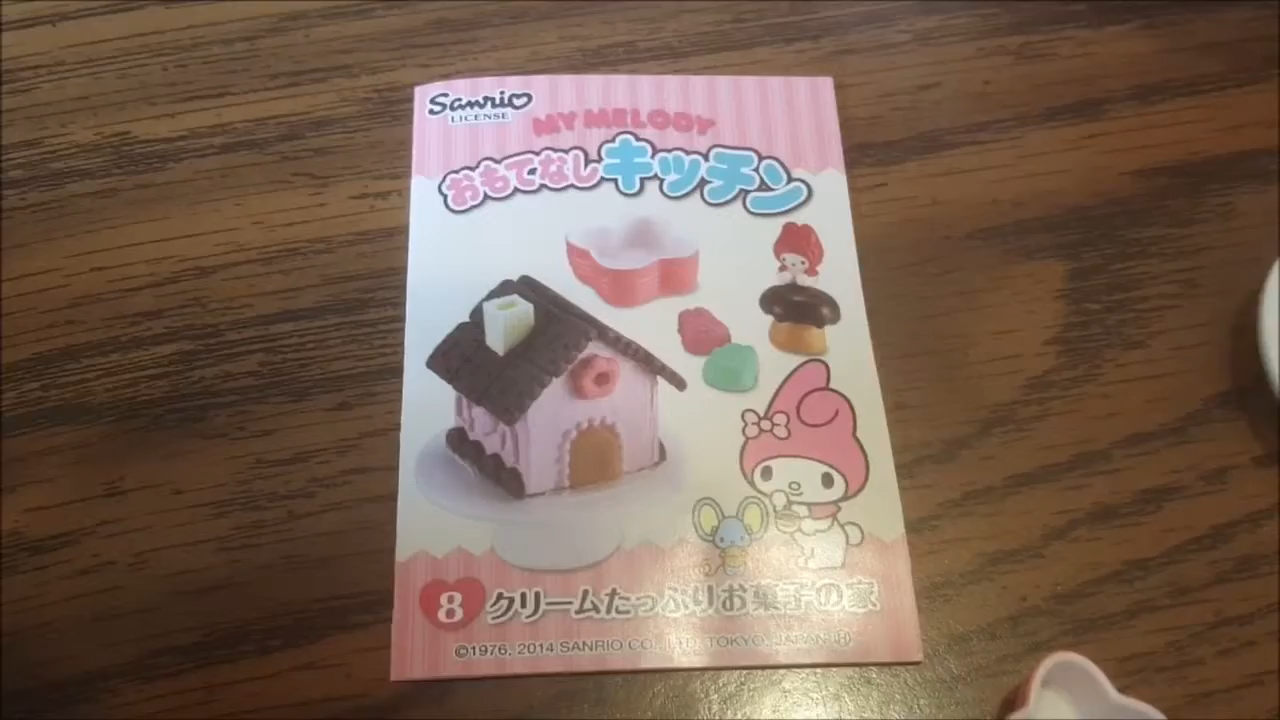 Sanrio
LICENSE
MY MELODY
おもてなしキッチン
8 クリームたっぷりお菓子の家
©1976, 2014 SANRIO CO., LTD. TOKYO, JAPAN Ⓗ